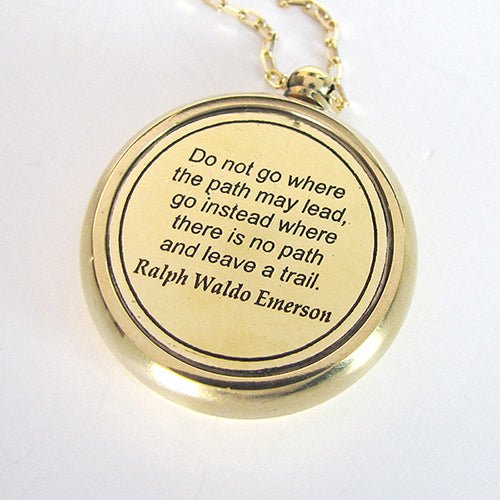 Do not go where
the path may lead,
go instead where
there is no path
and leave a trail.
Ralph Waldo Emerson